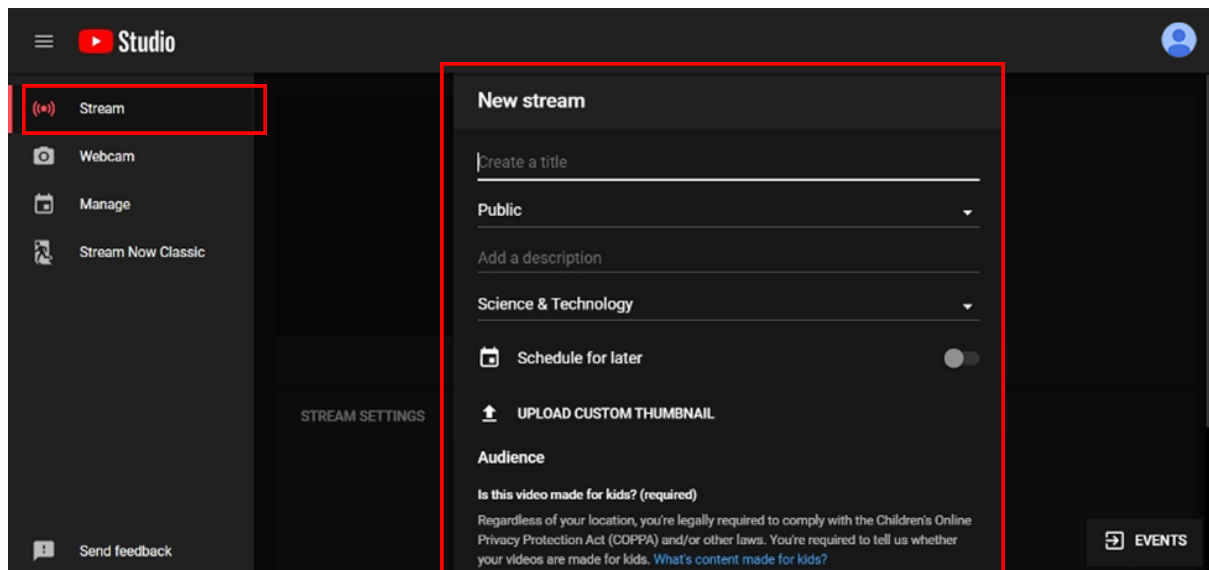 Studio
Stream
Webcam
Manage
Stream Now Classic
Send feedback
STREAM SETTINGS
New stream
Create a title
Public
Add a description
Science & Technology
Schedule for later
UPLOAD CUSTOM THUMBNAIL
Audience
Is this video made for kids? (required)
Regardless of your location, you're legally required to comply with the Children's Online
Privacy Protection Act (COPPA) and/or other laws. You're required to tell us whether
your videos are made for kids. What's content made for kids?
EVENTS